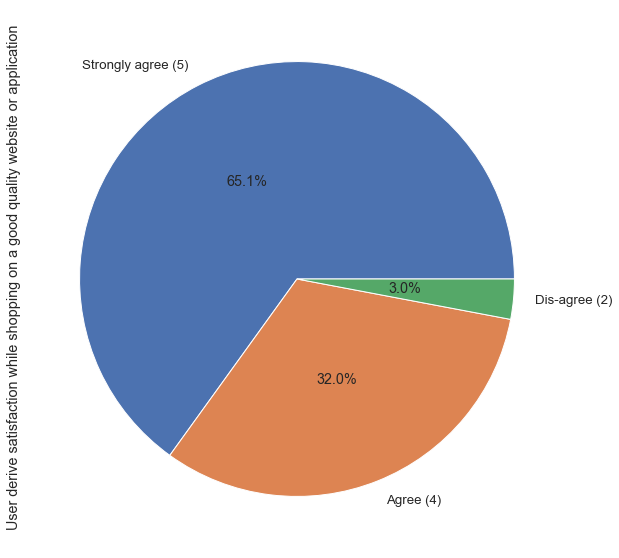 User derive satisfaction while shopping on a good quality website or application
Strongly agree (5)
65.1%
3.0%
Dis-agree (2)
32.0%
Agree (4)